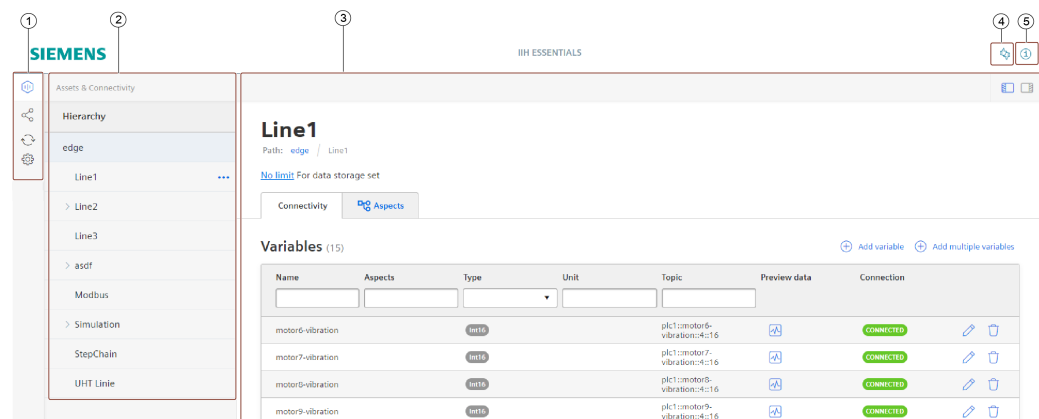 1 2 3 4 5
SIEMENS IIH ESSENTIALS
Assets & Connectivity
Hierarchy
edge
Line1
Line2
Line3
asdf
Modbus
Simulation
StepChain
UHT Linie
Line1
Path: edge / Line1
No limit For data storage set
Connectivity Aspects
Variables (15) Add variable Add multiple variables
Name Aspects Type Unit Topic Preview data Connection
motor6-vibration Int16 plc1::motor6-
vibration::4::16 CONNECTED
motor7-vibration Int16 plc1::motor7-
vibration::4::16 CONNECTED
motor8-vibration Int16 plc1::motor8-
vibration::4::16 CONNECTED
motor9-vibration Int16 plc1::motor9-
vibration::4::16 CONNECTED